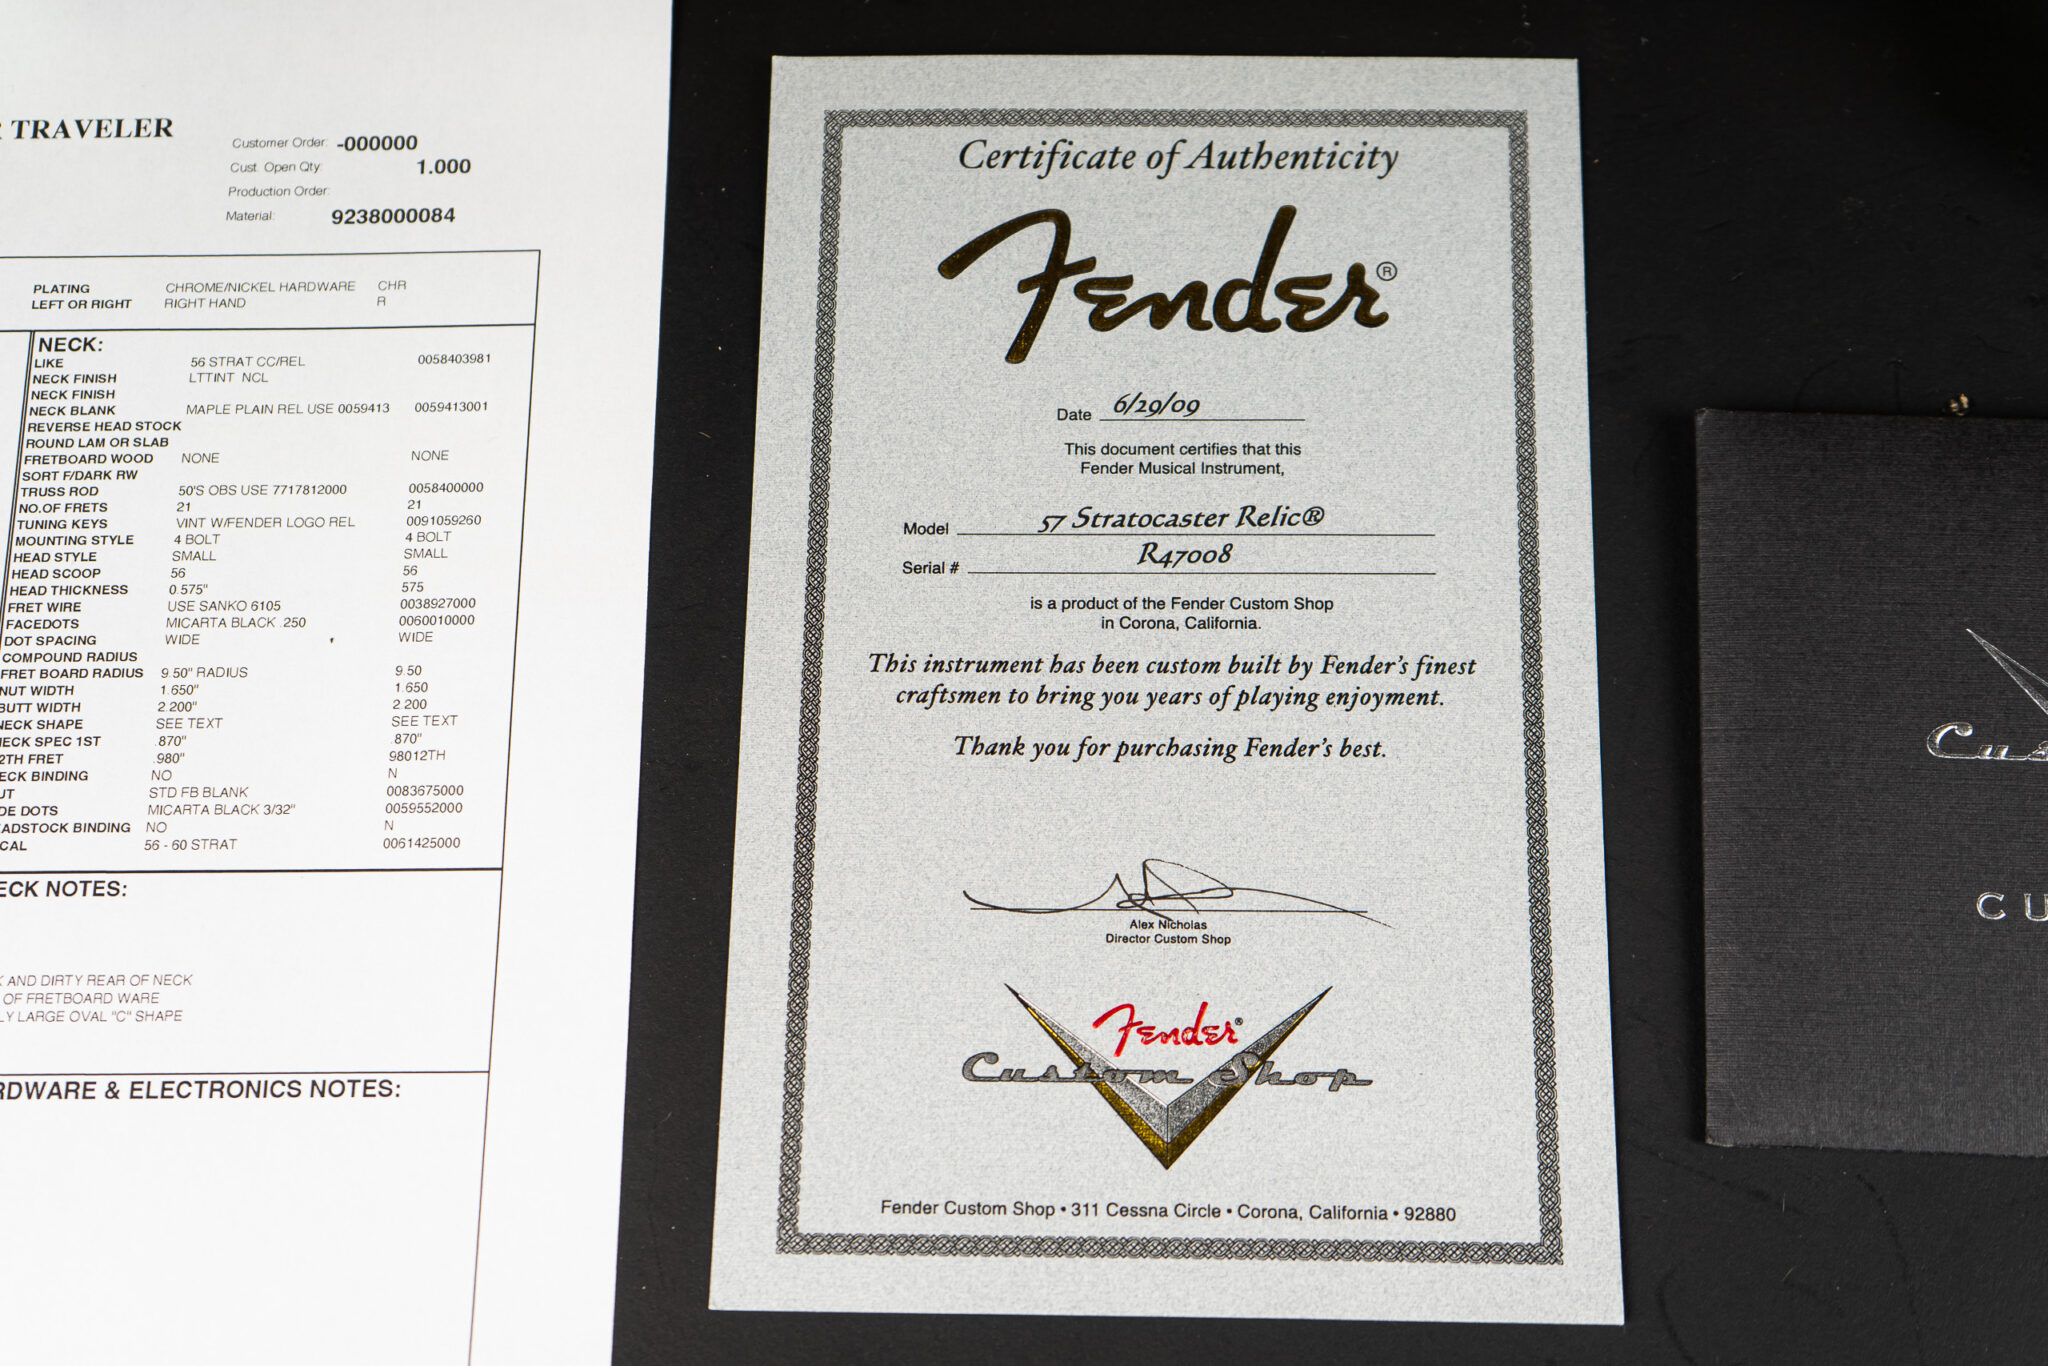 TRAVELER
Customer Order: -000000
Cust. Open Qty: 1.000
Production Order:
Material: 9238000084
PLATING CHROME/NICKEL HARDWARE CHR
LEFT OR RIGHT RIGHT HAND R
NECK:
LIKE 56 STRAT CC/REL 0058403981
NECK FINISH LTTINT NCL
NECK FINISH
NECK BLANK MAPLE PLAIN REL USE 0059413 0059413001
REVERSE HEAD STOCK
ROUND LAM OR SLAB
FRETBOARD WOOD NONE NONE
SORT F/DARK RW
TRUSS ROD 50'S OBS USE 7717812000 0058400000
NO.OF FRETS 21 21
TUNING KEYS VINT W/FENDER LOGO REL 0091059260
MOUNTING STYLE 4 BOLT 4 BOLT
HEAD STYLE SMALL SMALL
HEAD SCOOP 56 56
HEAD THICKNESS 0.575" 575
FRET WIRE USE SANKO 6105 0038927000
FACEDOTS MICARTA BLACK .250 0060010000
DOT SPACING WIDE WIDE
COMPOUND RADIUS
FRET BOARD RADIUS 9.50" RADIUS 9.50
NUT WIDTH 1.650" 1.650
BUTT WIDTH 2.200" 2.200
NECK SHAPE SEE TEXT SEE TEXT
ECK SPEC 1ST .870" .870"
2TH FRET .980" 98012TH
ECK BINDING NO N
UT STD FB BLANK 0083675000
DE DOTS MICARTA BLACK 3/32" 0059552000
ADSTOCK BINDING NO N
CAL 56 - 60 STRAT 0061425000
ECK NOTES:
AND DIRTY REAR OF NECK
OF FRETBOARD WARE
LY LARGE OVAL "C" SHAPE
RDWARE & ELECTRONICS NOTES:
Certificate of Authenticity
Fender®
Date 6/29/09
This document certifies that this
Fender Musical Instrument,
Model 57 Stratocaster Relic®
Serial # R47008
is a product of the Fender Custom Shop
in Corona, California.
This instrument has been custom built by Fender's finest
craftsmen to bring you years of playing enjoyment.
Thank you for purchasing Fender's best.
Alex Nicholas
Director Custom Shop
Fender®
Custom Shop
Fender Custom Shop • 311 Cessna Circle • Corona, California • 92880
Cus
CU